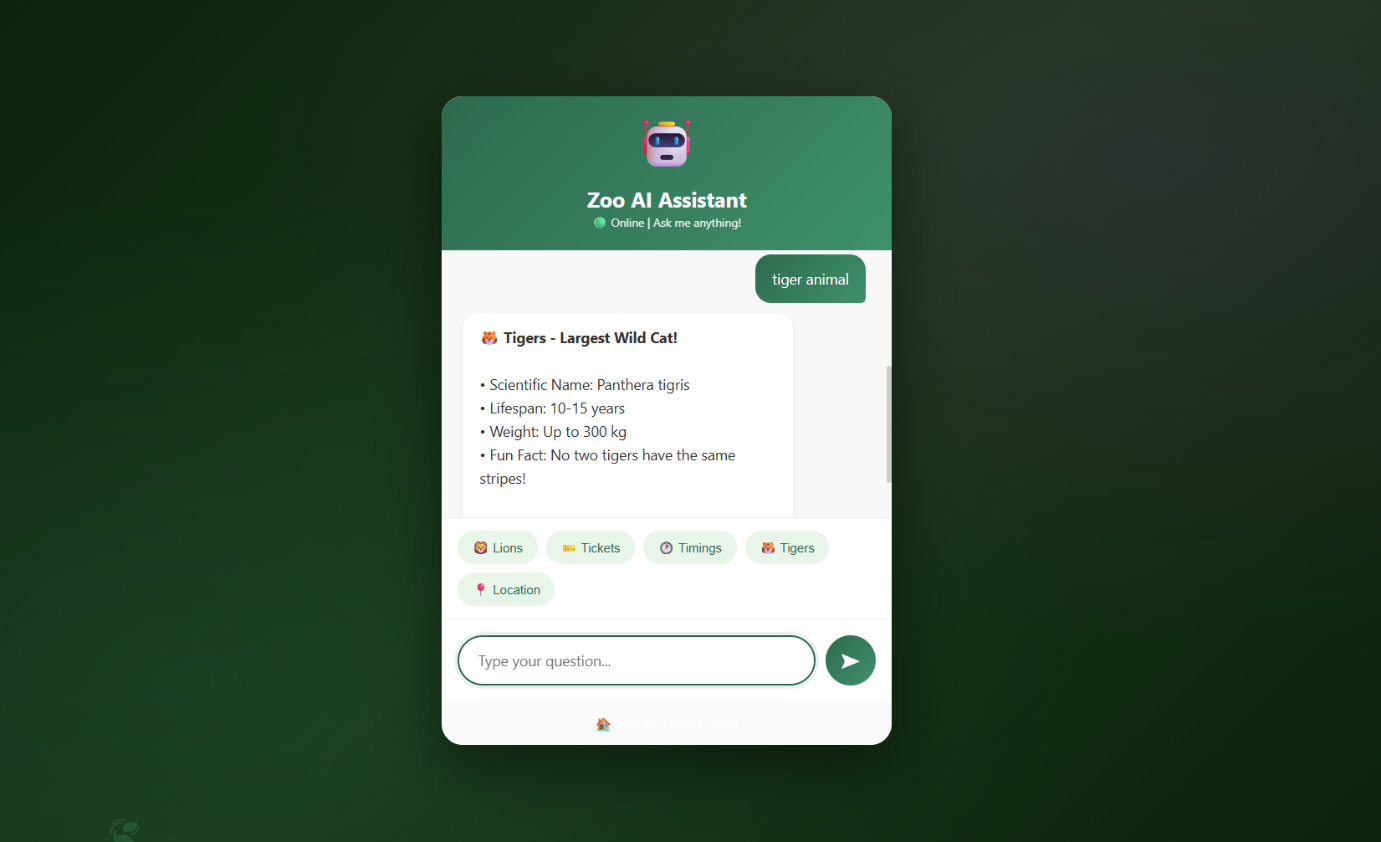 Zoo AI Assistant
Online | Ask me anything!
tiger animal
Tigers - Largest Wild Cat!
• Scientific Name: Panthera tigris
• Lifespan: 10-15 years
• Weight: Up to 300 kg
• Fun Fact: No two tigers have the same
stripes!
Lions Tickets Timings Tigers
Location
Type your question...
to Dashboard